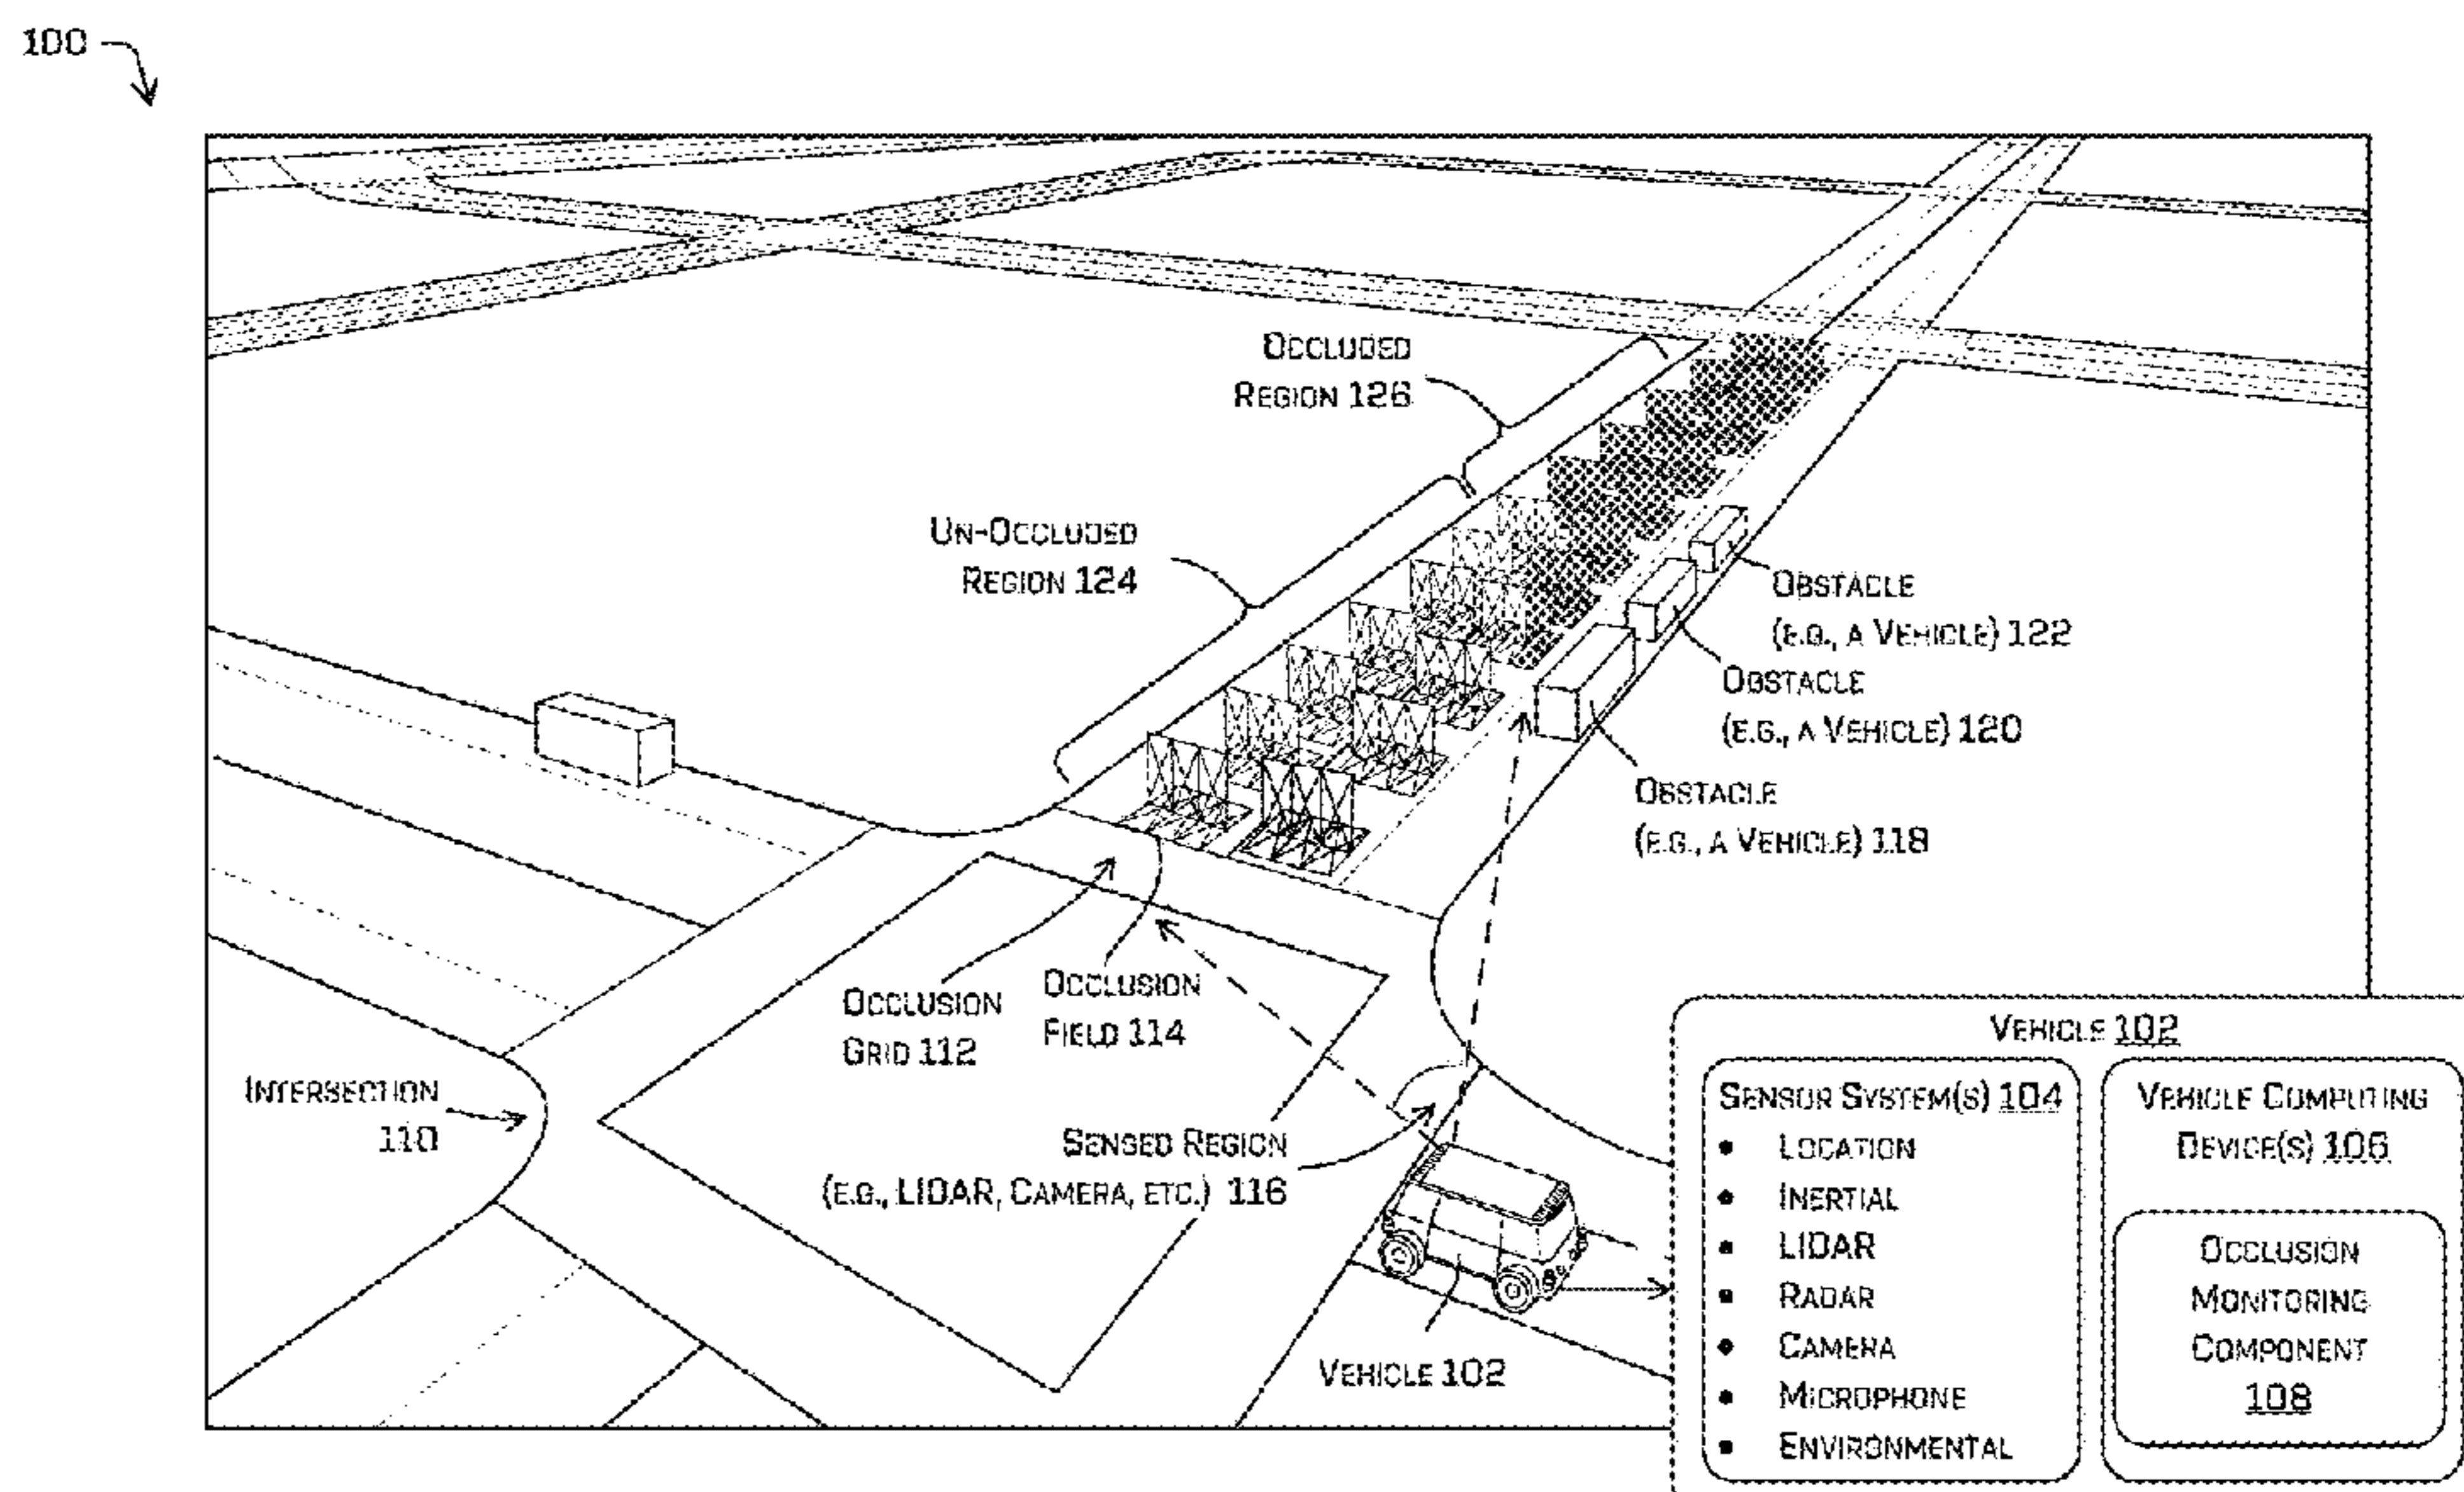 100
OCCLUDED
REGION 126
UN-OCCLUDED
REGION 124
OBSTACLE
(E.G., A VEHICLE) 122
OBSTACLE
(E.G., A VEHICLE) 120
OBSTACLE
(E.G., A VEHICLE) 118
OCCLUSION
GRID 112
OCCLUSION
FIELD 114
INTERSECTION
110
SENSED REGION
(E.G., LIDAR, CAMERA, ETC.) 116
VEHICLE 102
VEHICLE 102
SENSOR SYSTEM(S) 104
• LOCATION
• INERTIAL
• LIDAR
• RADAR
• CAMERA
• MICROPHONE
• ENVIRONMENTAL
VEHICLE COMPUTING
DEVICE(S) 106
OCCLUSION
MONITORING
COMPONENT
108